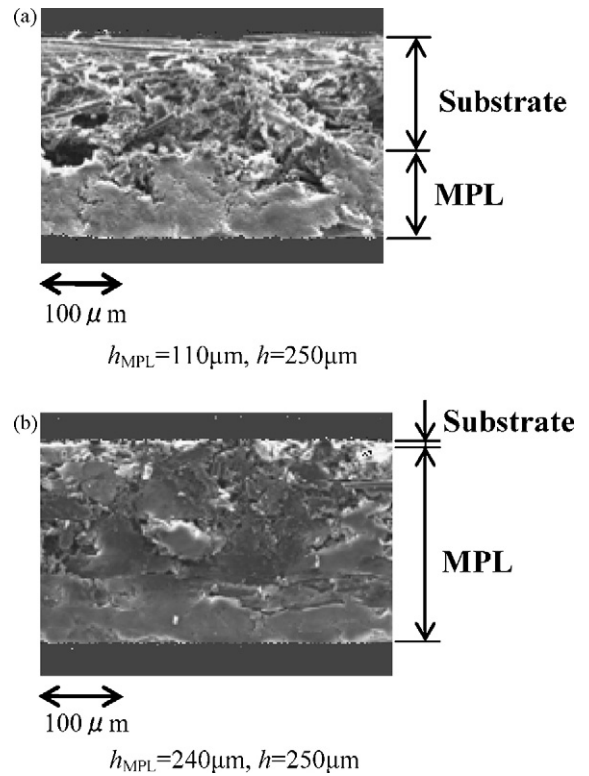 (a)
Substrate
MPL
100 μm
hMPL=110μm, h=250μm
(b)
Substrate
MPL
100 μm
hMPL=240μm, h=250μm